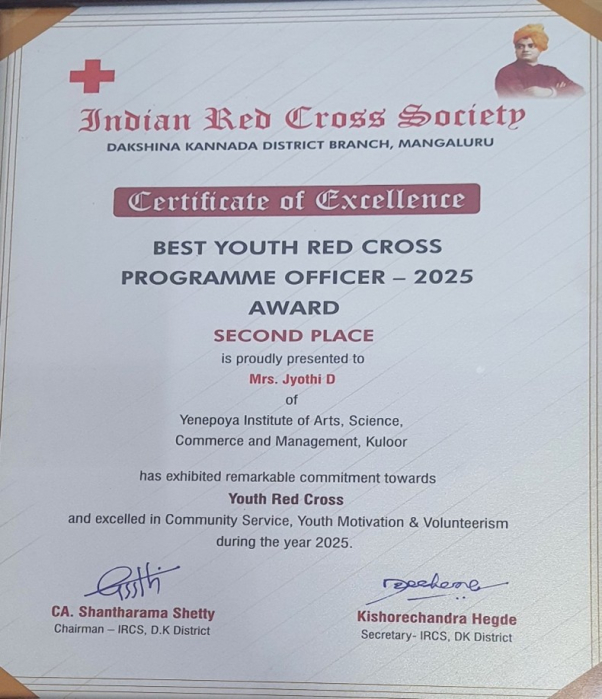 Indian Red Cross Society
DAKSHINA KANNADA DISTRICT BRANCH, MANGALURU
Certificate of Excellence
BEST YOUTH RED CROSS
PROGRAMME OFFICER – 2025
AWARD
SECOND PLACE
is proudly presented to
Mrs. Jyothi D
of
Yenepoya Institute of Arts, Science,
Commerce and Management, Kuloor
has exhibited remarkable commitment towards
Youth Red Cross
and excelled in Community Service, Youth Motivation & Volunteerism
during the year 2025.
CA. Shantharama Shetty
Chairman – IRCS, D.K District
Kishorechandra Hegde
Secretary- IRCS, DK District